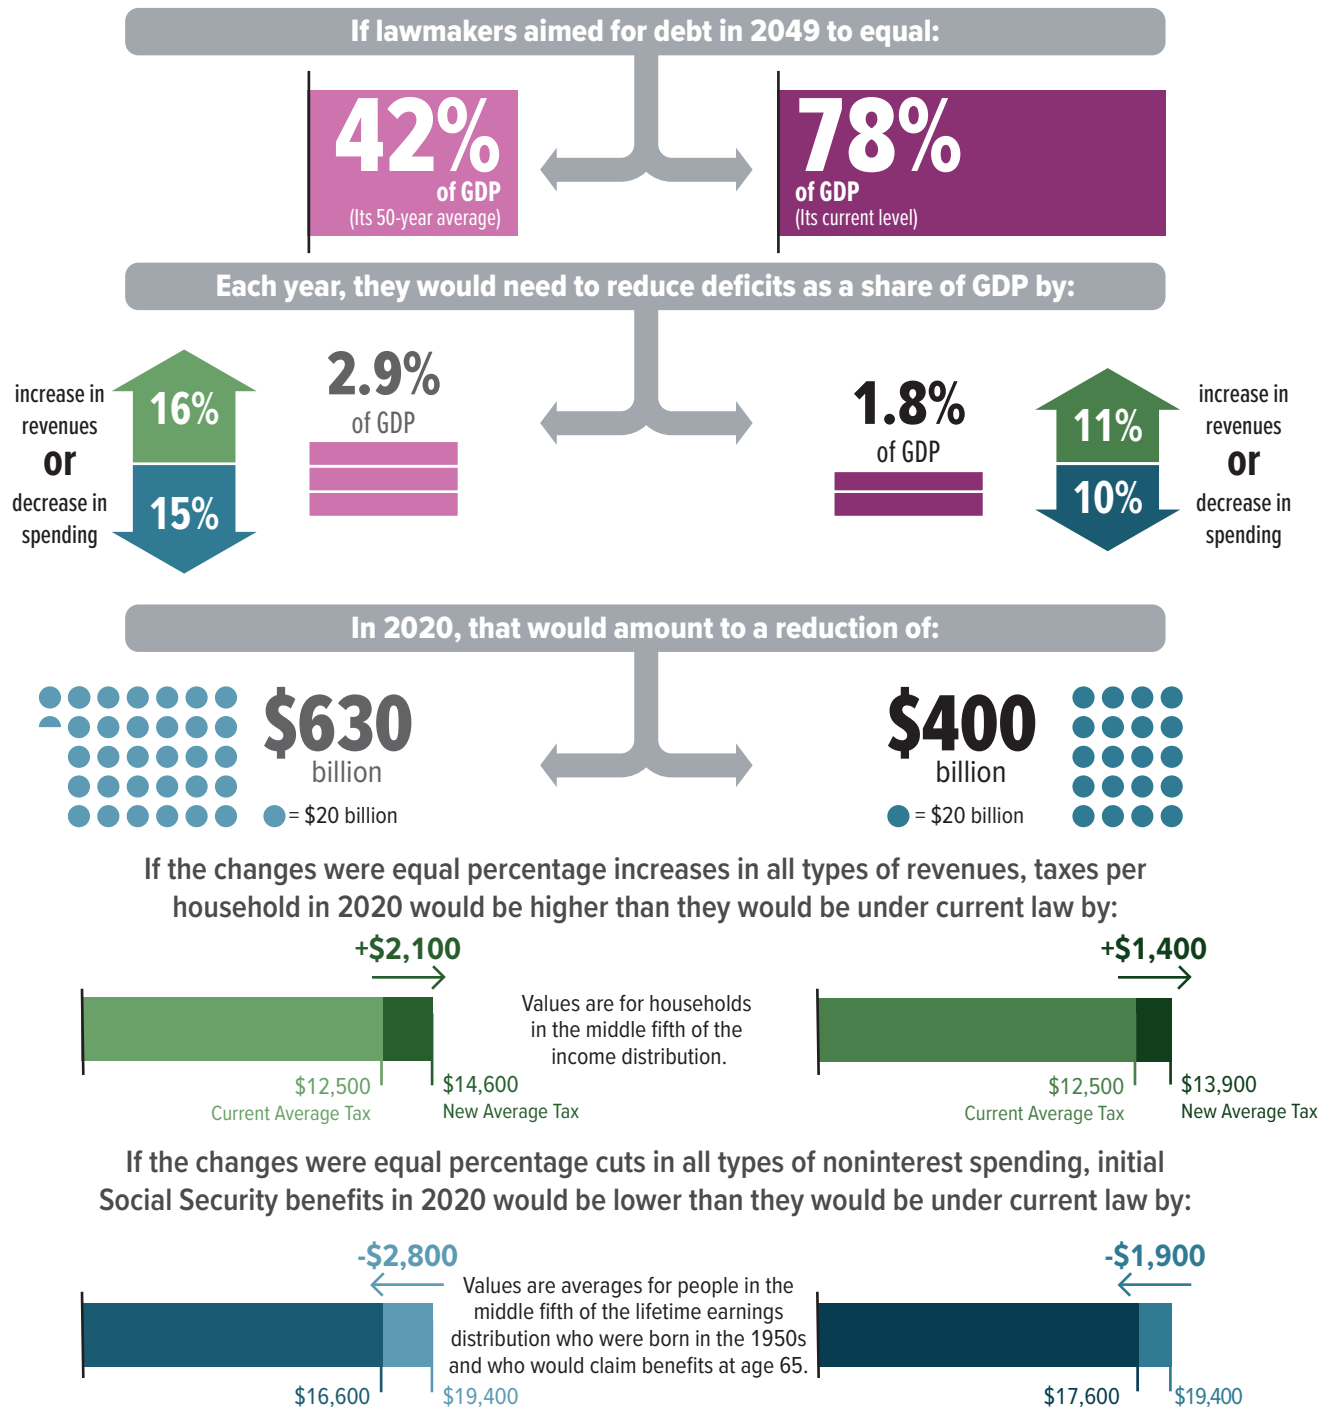 If lawmakers aimed for debt in 2049 to equal:
42%
of GDP
(Its 50-year average)
78%
of GDP
(Its current level)
Each year, they would need to reduce deficits as a share of GDP by:
increase in
revenues
or
decrease in
spending
16%
15%
2.9%
of GDP
1.8%
of GDP
11%
10%
increase in
revenues
or
decrease in
spending
In 2020, that would amount to a reduction of:
$630
billion
= $20 billion
$400
billion
= $20 billion
If the changes were equal percentage increases in all types of revenues, taxes per
household in 2020 would be higher than they would be under current law by:
+$2,100
$12,500
Current Average Tax
$14,600
New Average Tax
Values are for households
in the middle fifth of the
income distribution.
+$1,400
$12,500
Current Average Tax
$13,900
New Average Tax
If the changes were equal percentage cuts in all types of noninterest spending, initial
Social Security benefits in 2020 would be lower than they would be under current law by:
-$2,800
$16,600
$19,400
Values are averages for people in the
middle fifth of the lifetime earnings
distribution who were born in the 1950s
and who would claim benefits at age 65.
-$1,900
$17,600
$19,400